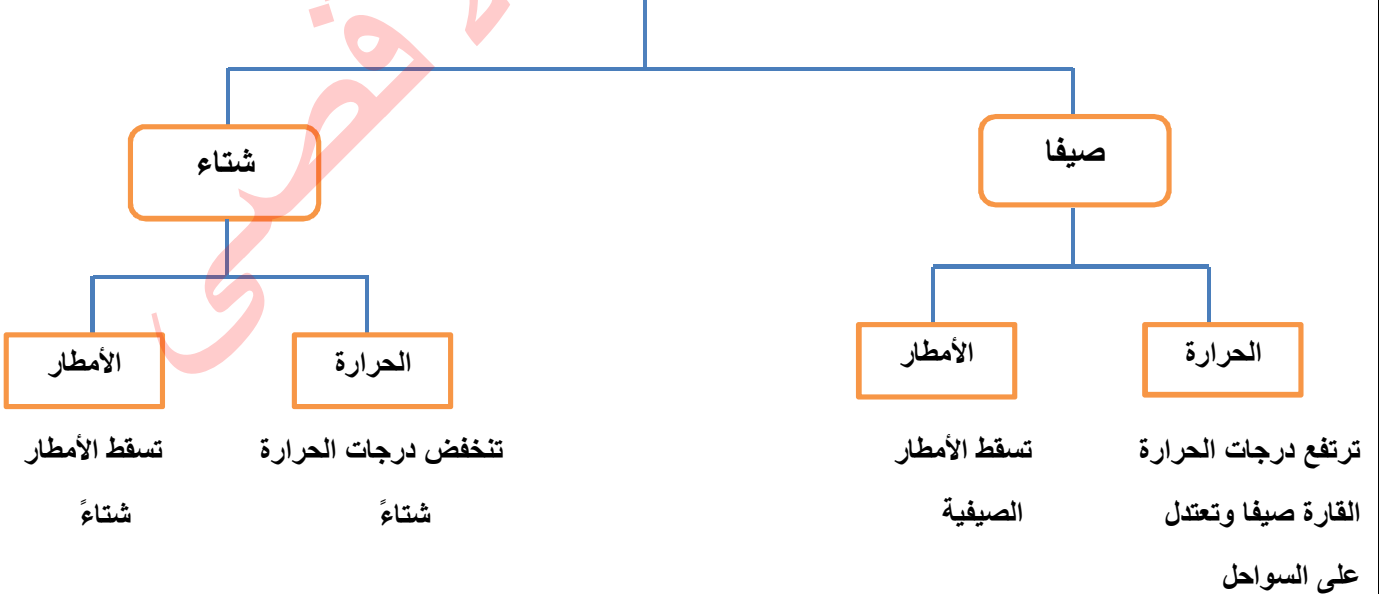 صيفا
شتاء
الحرارة
الأمطار
الحرارة
الأمطار
ترتفع درجات الحرارة
القارة صيفا وتعتدل
على السواحل
تسقط الأمطار
الصيفية
تنخفض درجات الحرارة
شتاءً
تسقط الأمطار
شتاءً